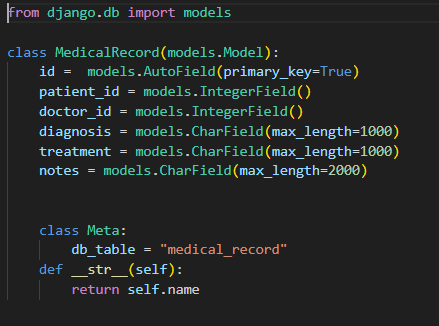 from django.db import models
class MedicalRecord(models.Model):
    id =  models.AutoField(primary_key=True)
    patient_id = models.IntegerField()
    doctor_id = models.IntegerField()
    diagnosis = models.CharField(max_length=1000)
    treatment = models.CharField(max_length=1000)
    notes = models.CharField(max_length=2000)
    class Meta:
        db_table = "medical_record"
    def __str__(self):
        return self.name